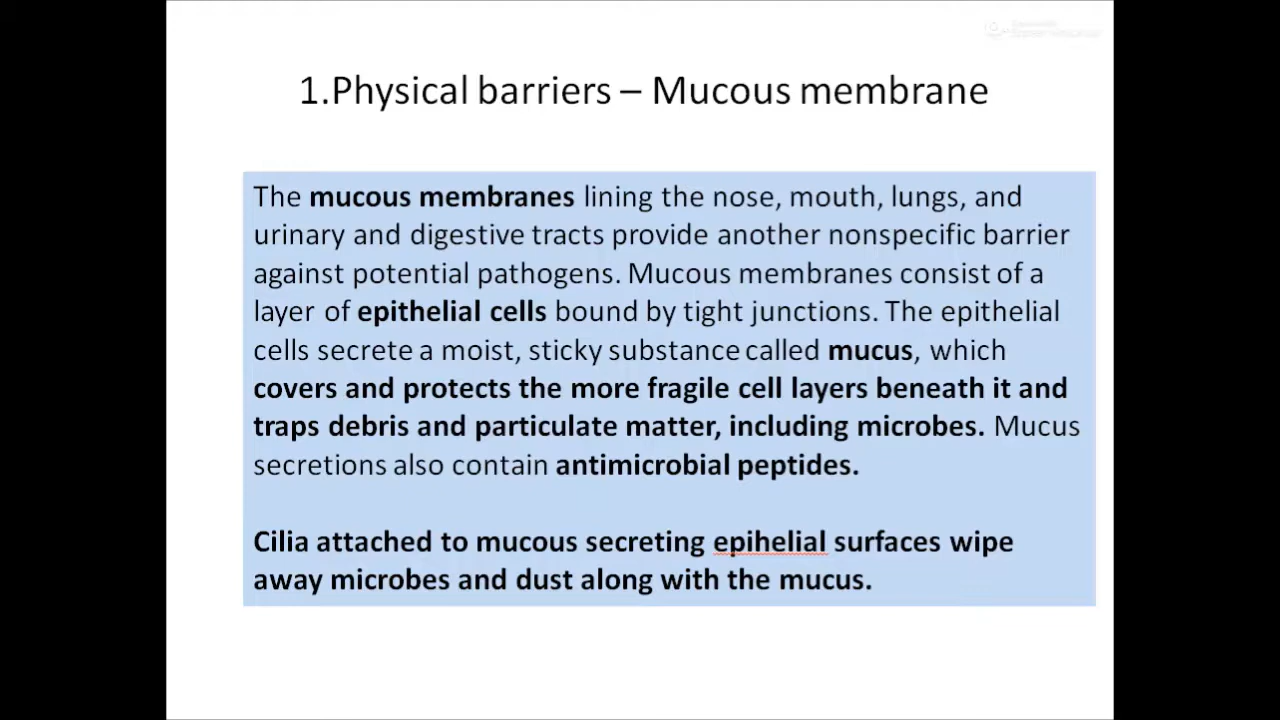 1.Physical barriers – Mucous membrane
The mucous membranes lining the nose, mouth, lungs, and
urinary and digestive tracts provide another nonspecific barrier
against potential pathogens. Mucous membranes consist of a
layer of epithelial cells bound by tight junctions. The epithelial
cells secrete a moist, sticky substance called mucus, which
covers and protects the more fragile cell layers beneath it and
traps debris and particulate matter, including microbes. Mucus
secretions also contain antimicrobial peptides.
Cilia attached to mucous secreting epihelial surfaces wipe
away microbes and dust along with the mucus.